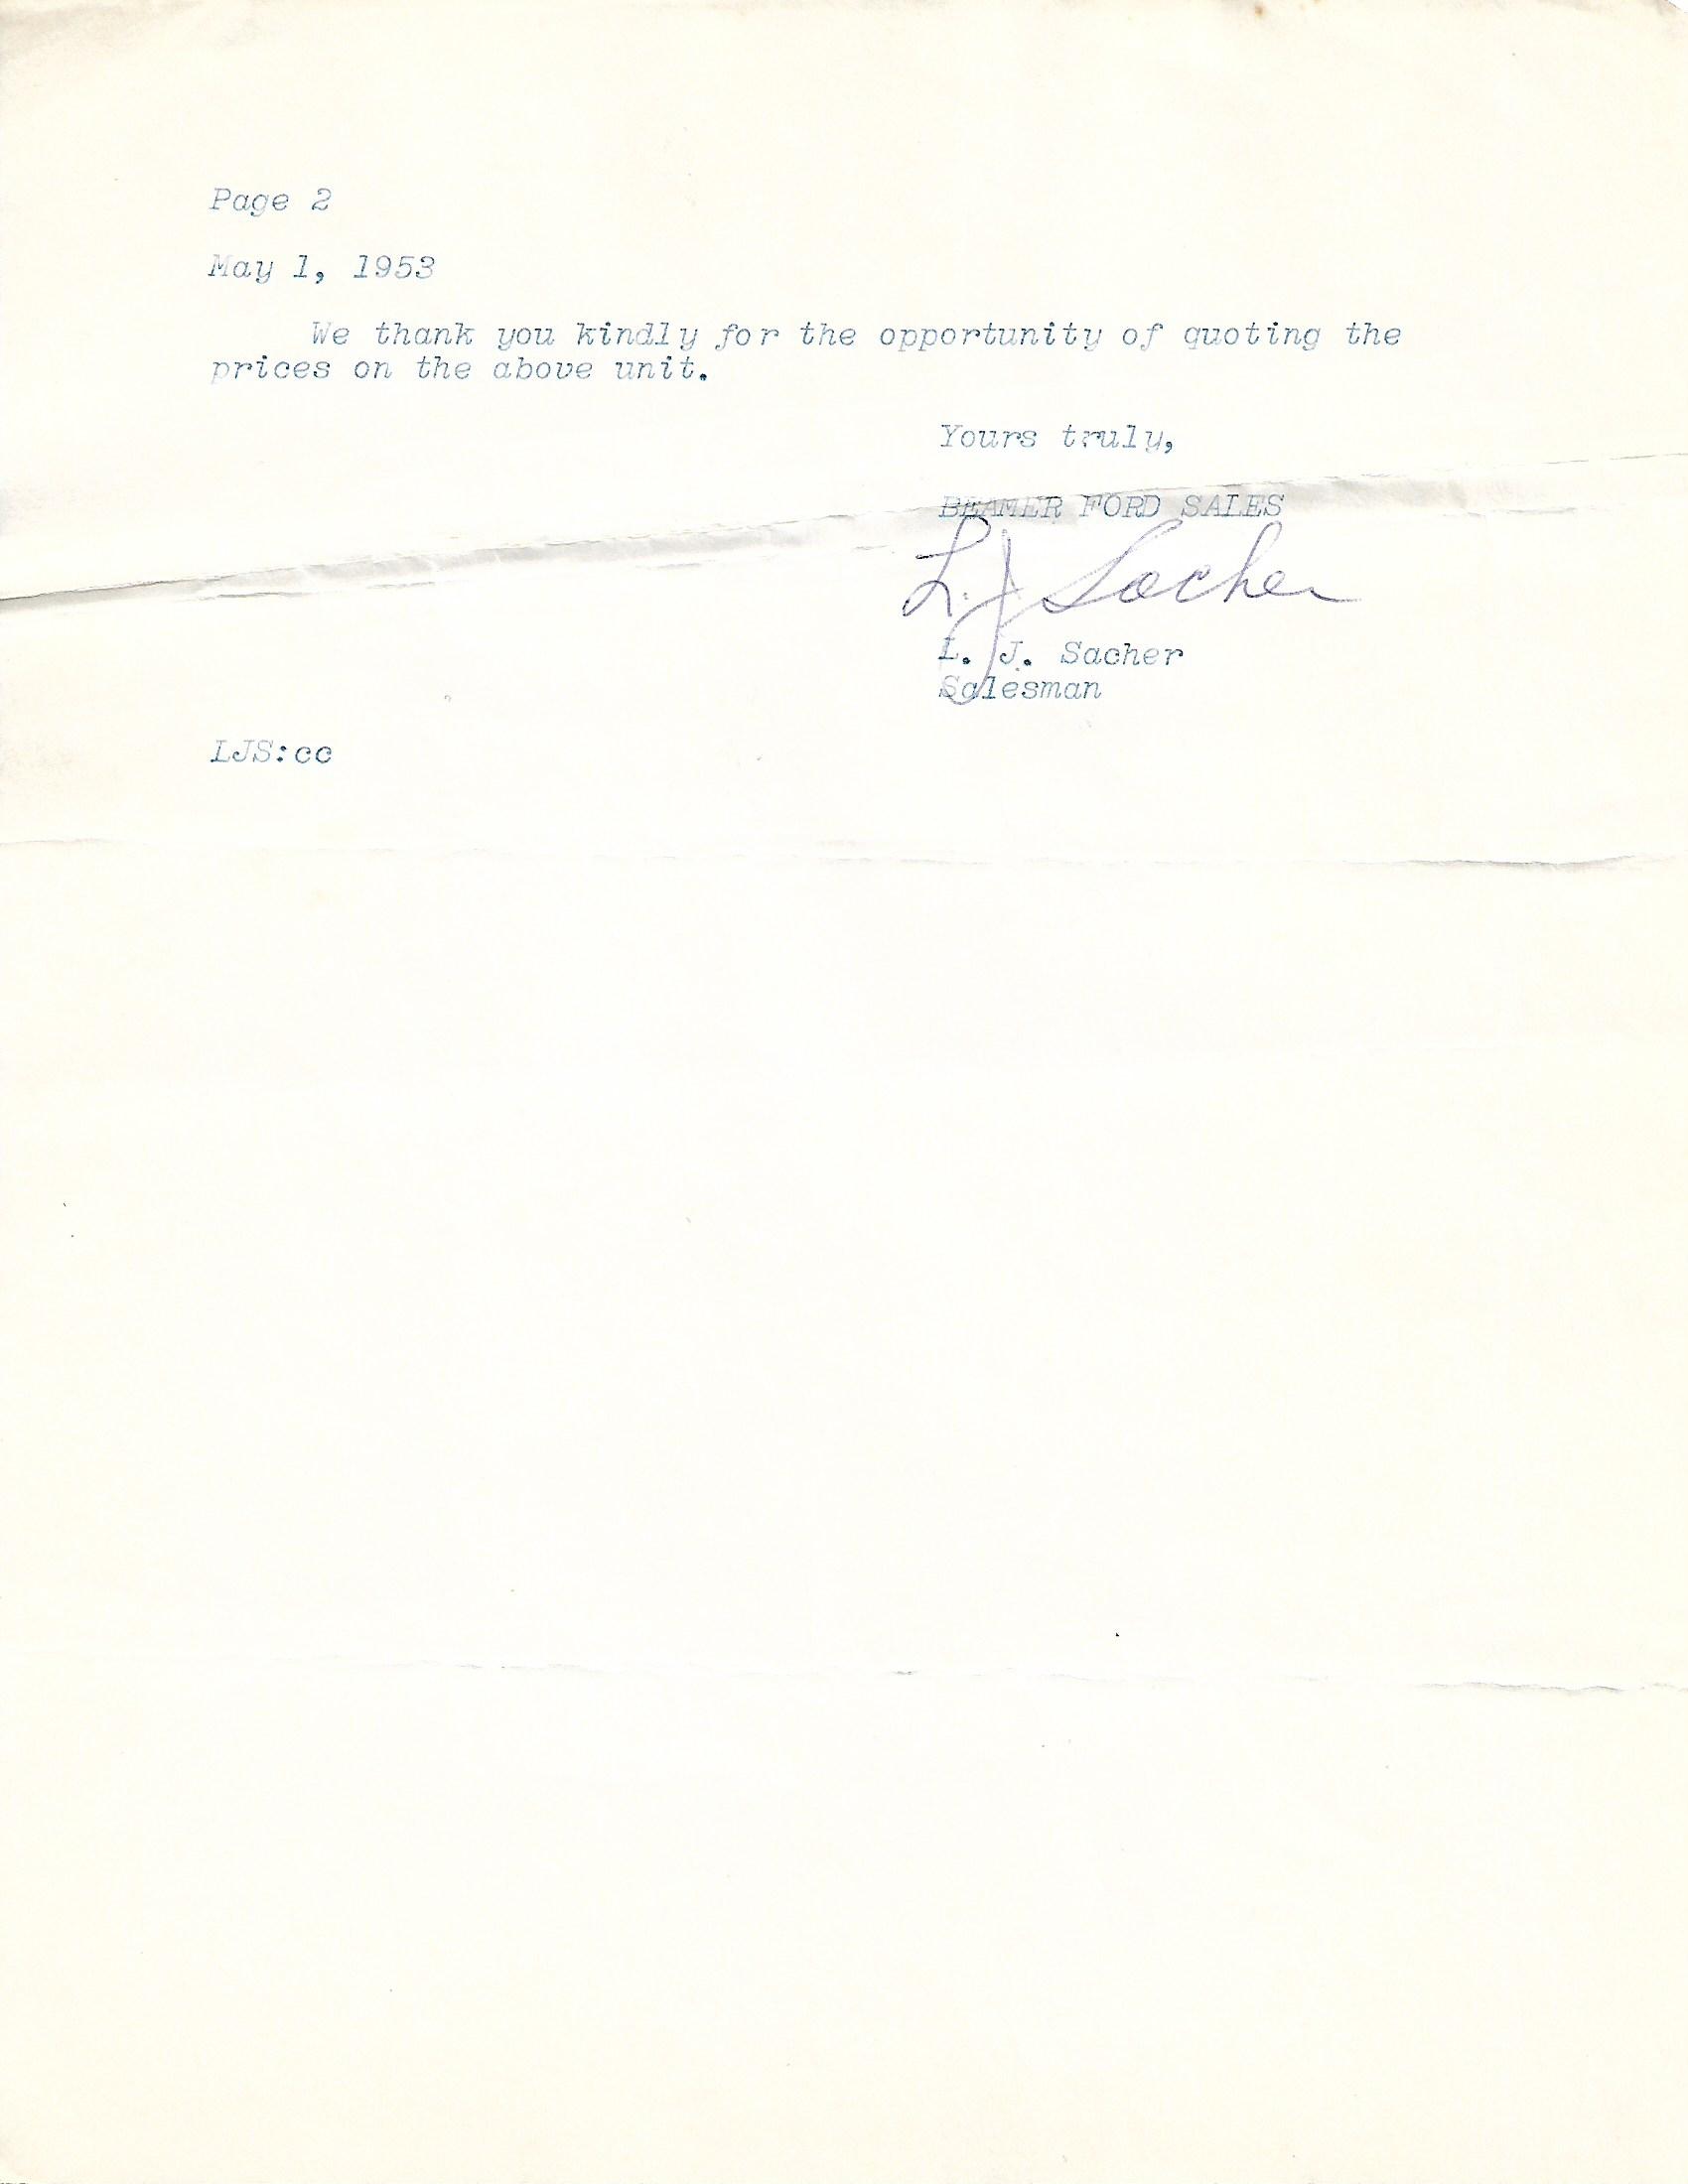 Page 2
May 1, 1953
We thank you kindly for the opportunity of quoting the
prices on the above unit.
Yours truly,
BEAMER FORD SALES
L. J. Sacher
L. J. Sacher
Salesman
LJS:cc